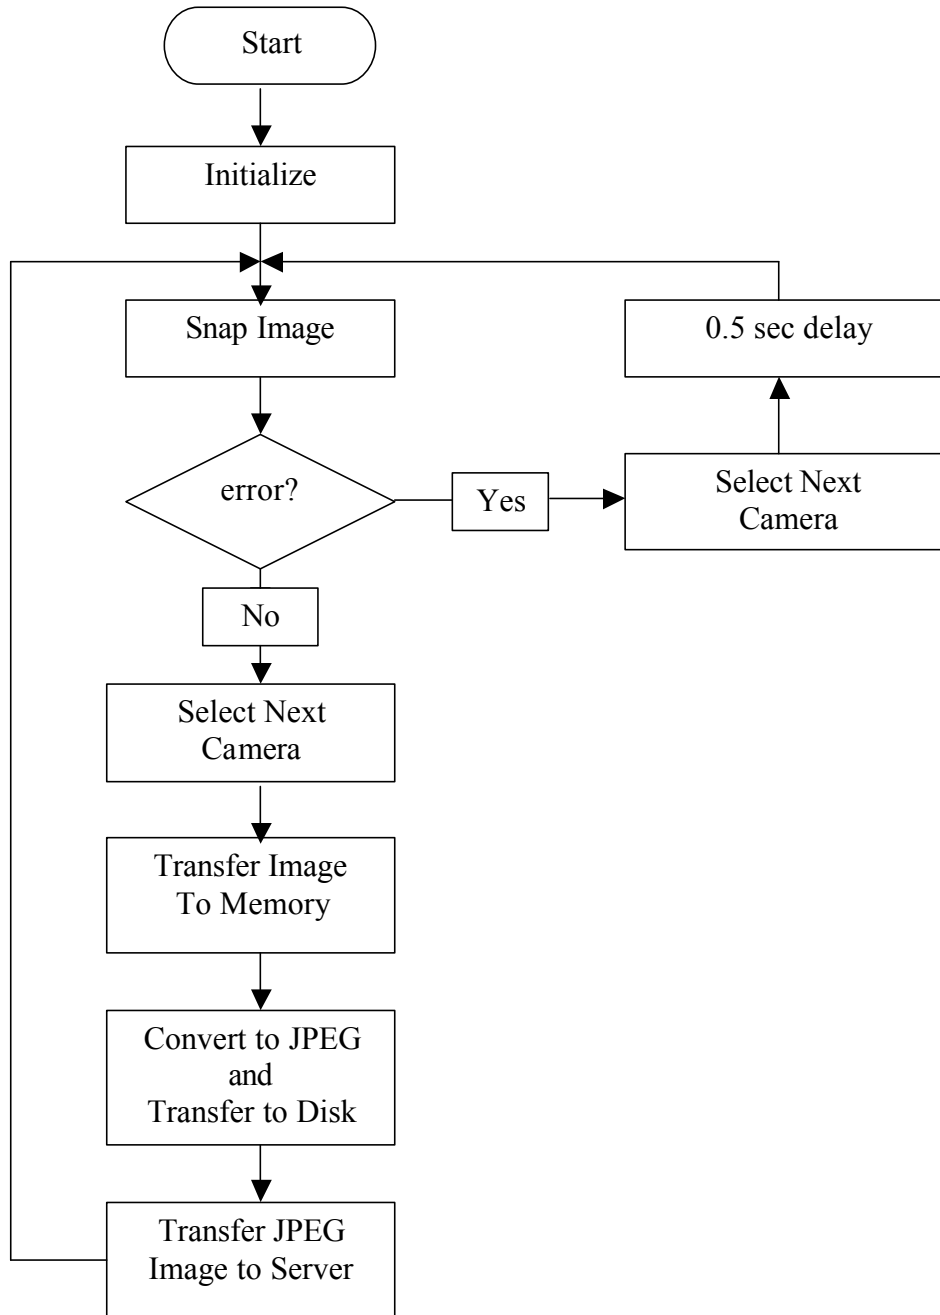 Start
Initialize
Snap Image
0.5 sec delay
error?
Yes
Select Next
Camera
No
Select Next
Camera
Transfer Image
To Memory
Convert to JPEG
and
Transfer to Disk
Transfer JPEG
Image to Server